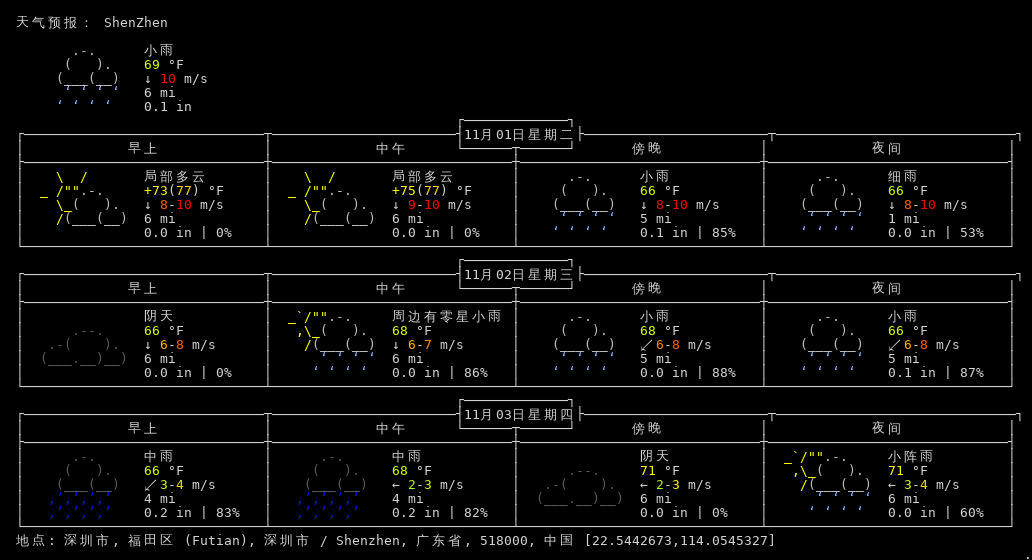 天气预报： ShenZhen
小雨
69 °F
↓ 10 m/s
6 mi
0.1 in
11月01日星期二
早上 中午 傍晚 夜间
局部多云 局部多云 小雨 细雨
+73(77) °F +75(77) °F 66 °F 66 °F
↓ 8-10 m/s ↓ 9-10 m/s ↓ 8-10 m/s ↓ 8-10 m/s
6 mi 6 mi 5 mi 1 mi
0.0 in | 0% 0.0 in | 0% 0.1 in | 85% 0.0 in | 53%
11月02日星期三
早上 中午 傍晚 夜间
阴天 周边有零星小雨 小雨 小雨
66 °F 68 °F 68 °F 66 °F
↓ 6-8 m/s ↓ 6-7 m/s ↙ 6-8 m/s ↙ 6-8 m/s
6 mi 6 mi 5 mi 5 mi
0.0 in | 0% 0.0 in | 86% 0.0 in | 88% 0.1 in | 87%
11月03日星期四
早上 中午 傍晚 夜间
中雨 中雨 阴天 小阵雨
66 °F 68 °F 71 °F 71 °F
↙ 3-4 m/s ← 2-3 m/s ← 2-3 m/s ← 3-4 m/s
4 mi 4 mi 6 mi 6 mi
0.2 in | 83% 0.2 in | 82% 0.0 in | 0% 0.0 in | 60%
地点: 深圳市, 福田区 (Futian), 深圳市 / Shenzhen, 广东省, 518000, 中国 [22.5442673,114.0545327]